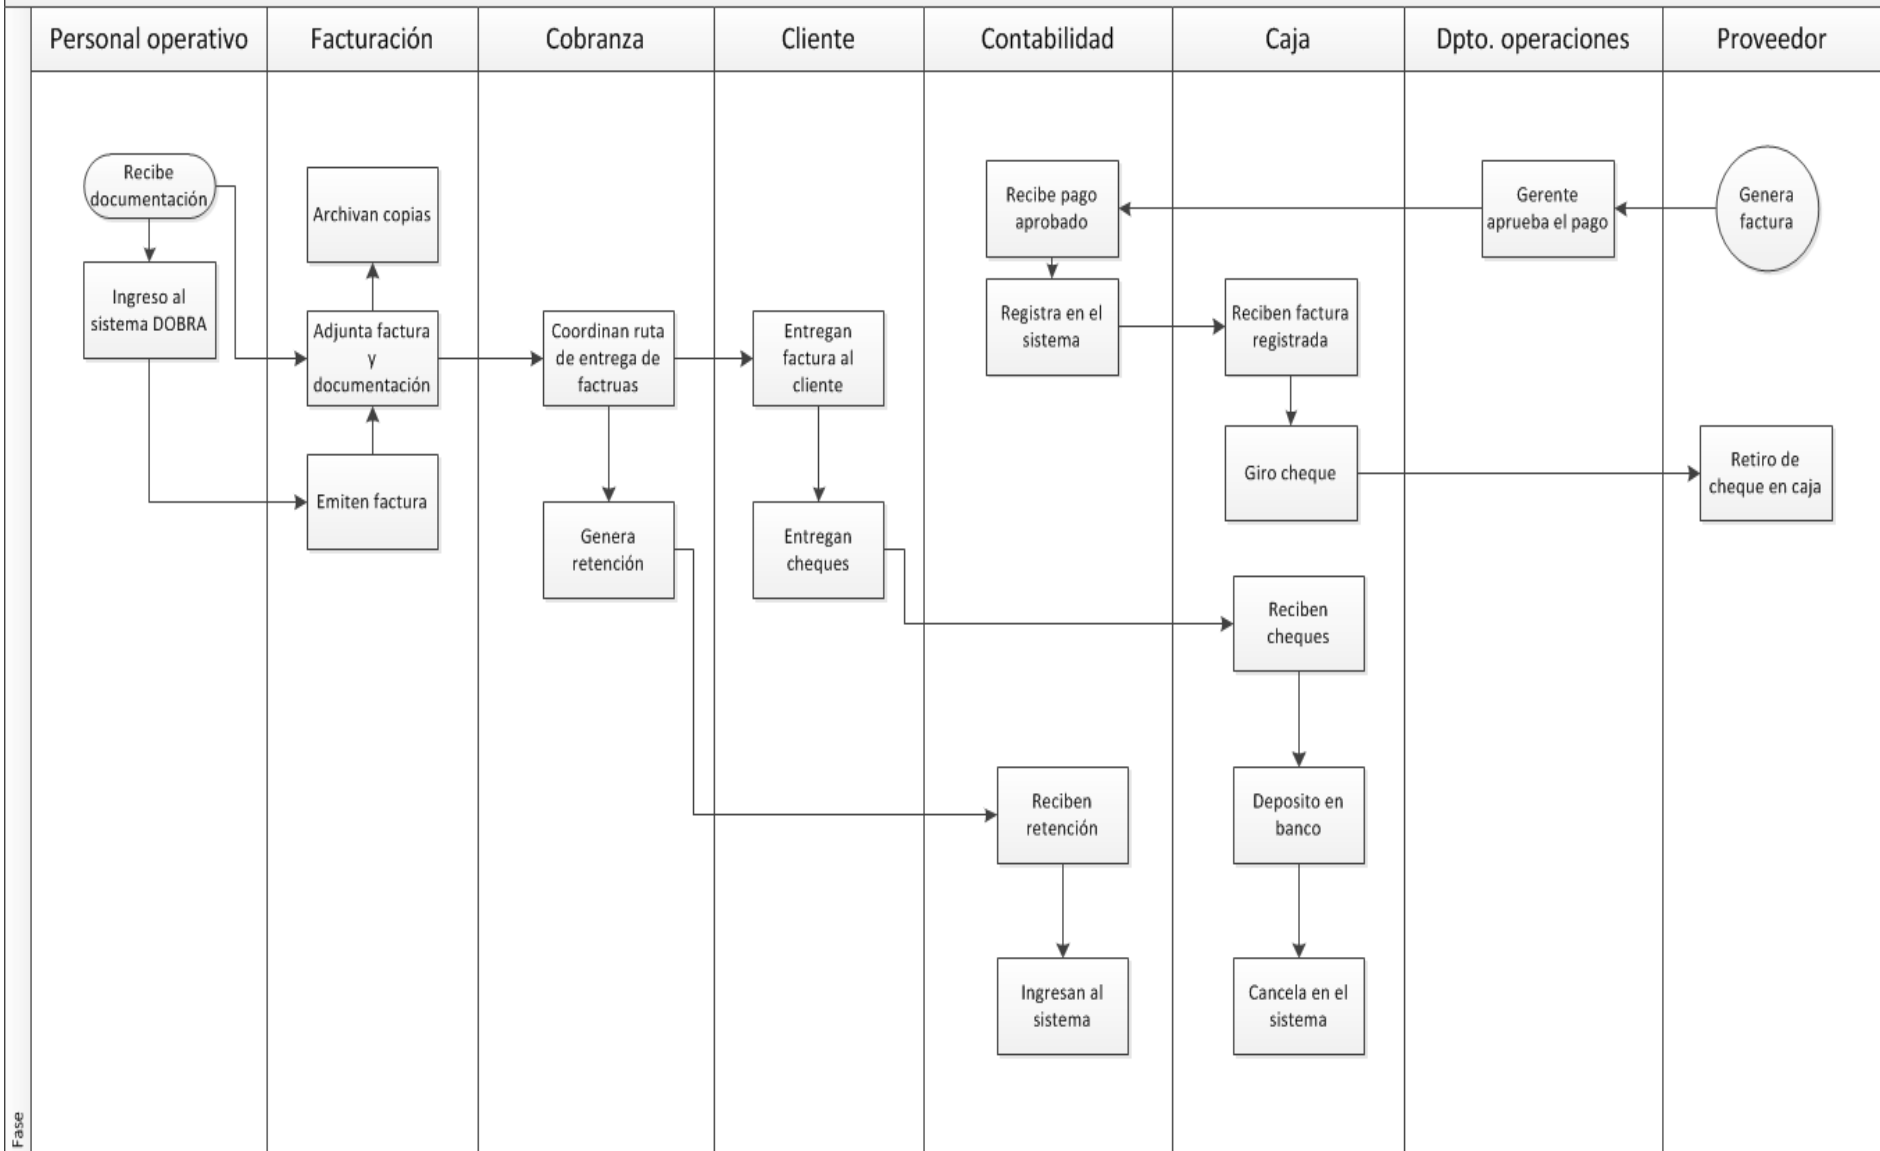 Personal operativo
Facturación
Cobranza
Cliente
Contabilidad
Caja
Dpto. operaciones
Proveedor
Recibe
documentación
Ingreso al
sistema DOBRA
Archivan copias
Adjunta factura
y
documentación
Emiten factura
Coordinan ruta
de entrega de
factruas
Genera
retención
Entregan
factura al
cliente
Entregan
cheques
Recibe pago
aprobado
Registra en el
sistema
Reciben
retención
Ingresan al
sistema
Reciben factura
registrada
Giro cheque
Reciben
cheques
Deposito en
banco
Cancela en el
sistema
Gerente
aprueba el pago
Genera
factura
Retiro de
cheque en caja
Fase